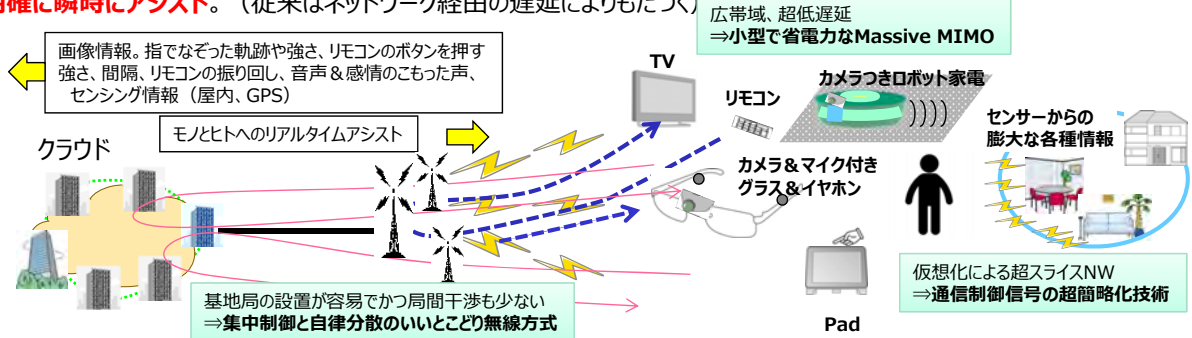 明確に瞬時にアシスト。（従来はネットワーク経由の遅延によりもたつく）
広帯域、超低遅延
⇒小型で省電力なMassive MIMO
画像情報。指でなぞった軌跡や強さ、リモコンのボタンを押す
強さ、間隔、リモコンの振り回し、音声＆感情のこもった声、
センシング情報（屋内、GPS）
モノとヒトへのリアルタイムアシスト
クラウド
TV
リモコン
カメラつきロボット家電
センサーからの
膨大な各種情報
カメラ＆マイク付き
グラス＆イヤホン
基地局の設置が容易でかつ局間干渉も少ない
⇒集中制御と自律分散のいいとこどり無線方式
Pad
仮想化による超スライスNW
⇒通信制御信号の超簡略化技術